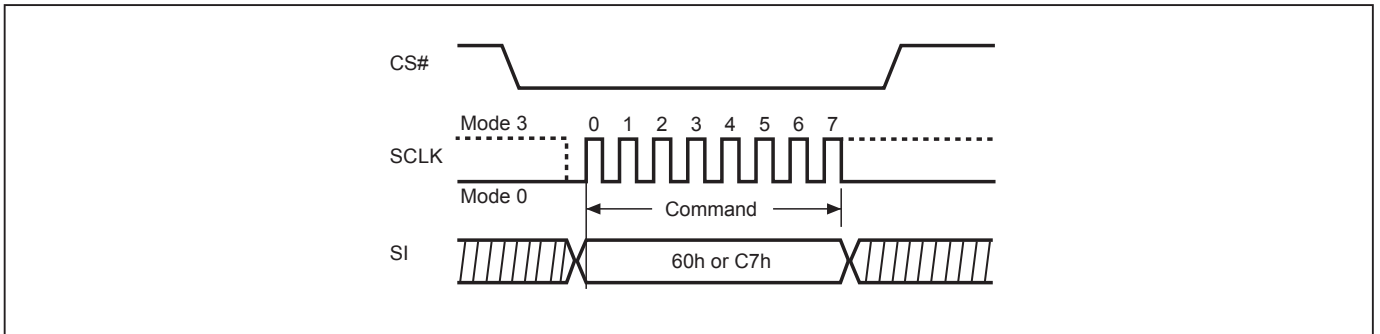 CS#
Mode 3 0 1 2 3 4 5 6 7
SCLK
Mode 0
Command
SI 60h or C7h